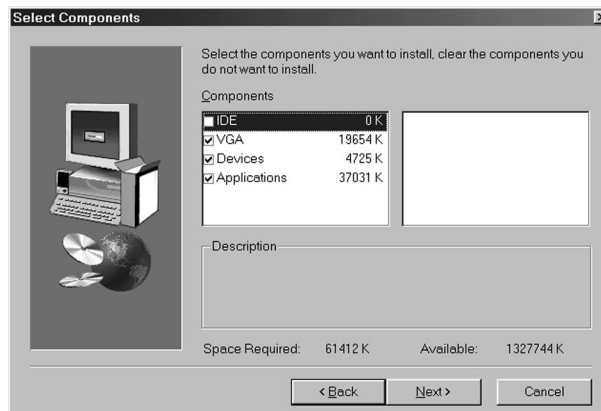 Select Components
Select the components you want to install, clear the components you
do not want to install.
Components
IDE 0 K
VGA 19654 K
Devices 4725 K
Applications 37031 K
Description
Space Required: 61412 K Available: 1327744 K
< Back Next > Cancel